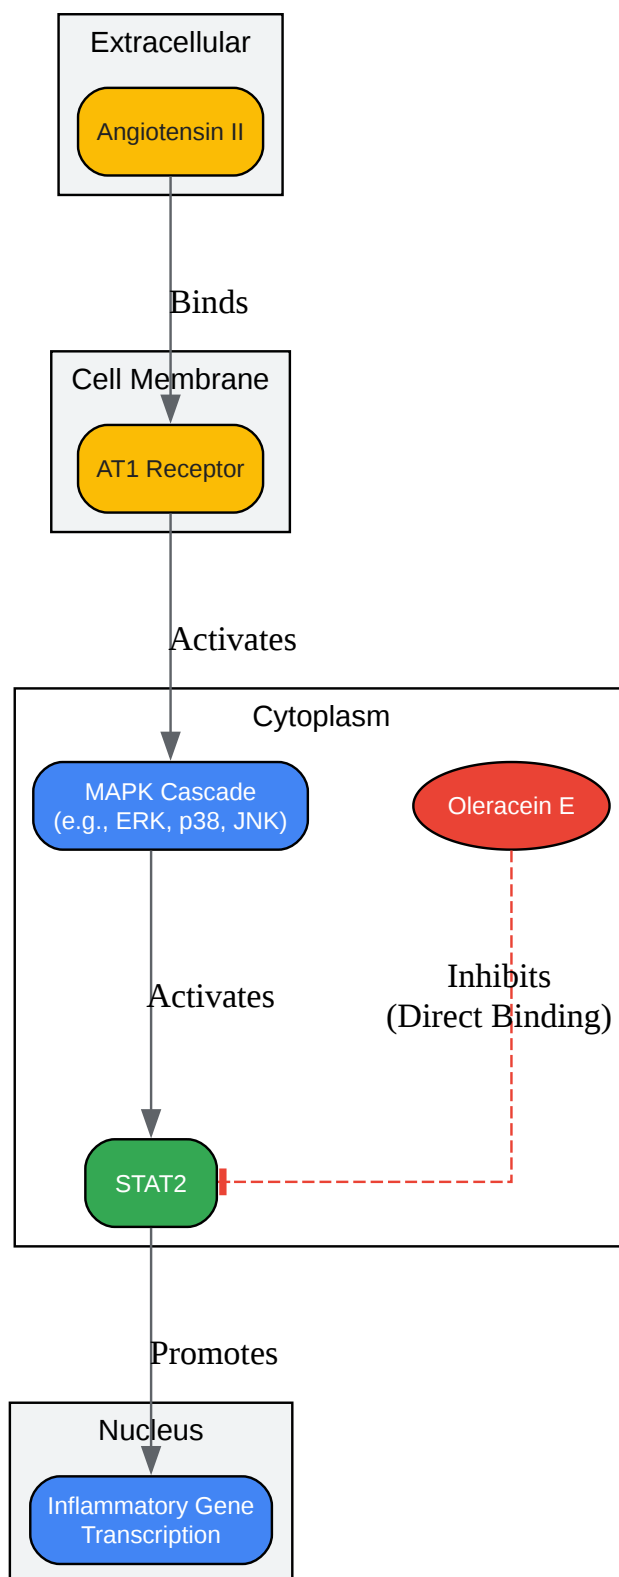 Extracellular
Angiotensin II
Binds
Cell Membrane
AT1 Receptor
Activates
Cytoplasm
MAPK Cascade
(e.g., ERK, p38, JNK)
Oleracein E
Activates
Inhibits
(Direct Binding)
STAT2
Promotes
Nucleus
Inflammatory Gene
Transcription